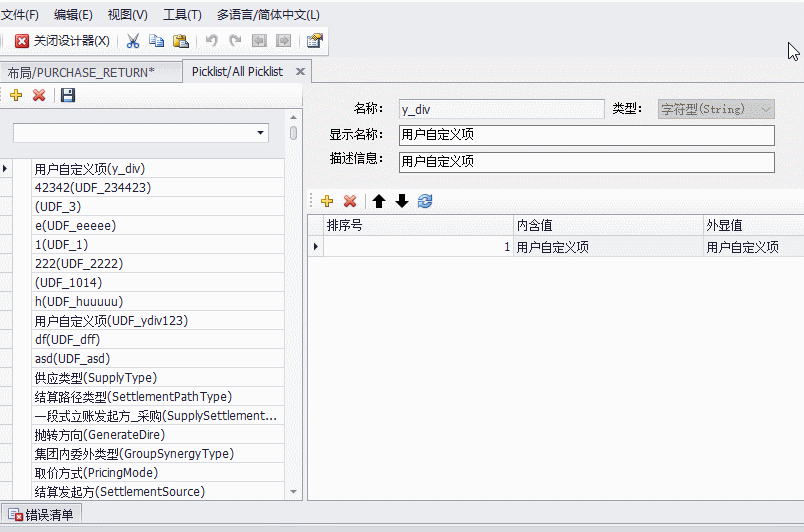 文件(F) 编辑(E) 视图(V) 工具(T) 多语言/简体中文(L)
关闭设计器(X)
布局/PURCHASE_RETURN* Picklist/All Picklist
名称： y_div 类型： 字符型(String)
显示名称： 用户自定义项
描述信息： 用户自定义项
用户自定义项(y_div)
42342(UDF_234423)
(UDF_3)
e(UDF_eeeee)
1(UDF_1)
222(UDF_2222)
(UDF_1014)
h(UDF_huuuuu)
用户自定义项(UDF_ydiv123)
df(UDF_dff)
asd(UDF_asd)
供应类型(SupplyType)
结算路径类型(SettlementPathType)
一段式立账发起方_采购(SupplySettlement...
抛转方向(GenerateDire)
集团内委外类型(GroupSynergyType)
取价方式(PricingMode)
结算发起方(SettlementSource)
排序号 内含值 外显值
1 用户自定义项 用户自定义项
错误清单